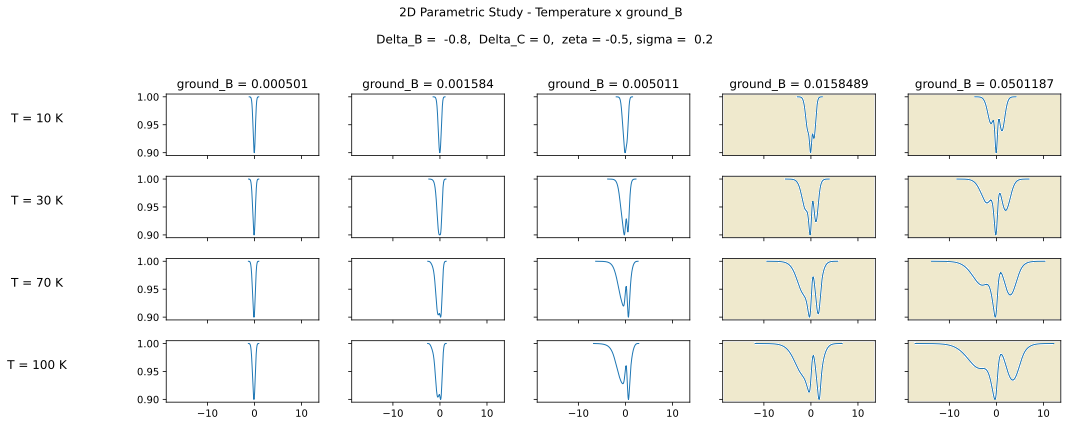 2D Parametric Study - Temperature x ground_B
Delta_B =  -0.8,  Delta_C = 0,  zeta = -0.5, sigma =  0.2
ground_B = 0.000501
ground_B = 0.001584
ground_B = 0.005011
ground_B = 0.0158489
ground_B = 0.0501187
T = 10 K
1.00
0.95
0.90
T = 30 K
1.00
0.95
0.90
T = 70 K
1.00
0.95
0.90
T = 100 K
1.00
0.95
0.90
−10 0 10
−10 0 10
−10 0 10
−10 0 10
−10 0 10